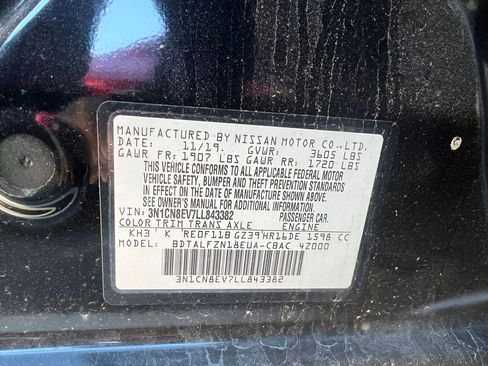 MANUFACTURED BY NISSAN MOTOR CO.,LTD.
DATE: 11/19. GVWR: 3605 LBS
GAWR FR: 1907 LBS GAWR RR: 1720 LBS
THIS VEHICLE CONFORMS TO ALL APPLICABLE FEDERAL MOTOR
VEHICLE SAFETY, BUMPER AND THEFT PREVENTION STANDARDS
IN EFFECT ON THE DATE OF MANUFACTURE SHOWN ABOVE.
SEE OWNER'S MANUAL FOR ADDITIONAL INFORMATION.
VIN: 3N1CN8EV7LL843382 PASSENGER CAR.
COLOR TRIM TRANS AXLE ENGINE
KH3 K RE0F11B GZ39 HR16DE 1598 CC
MODEL: BDTALFZN18EUA-CBAC 4Z000
3N1CN8EV7LL843382